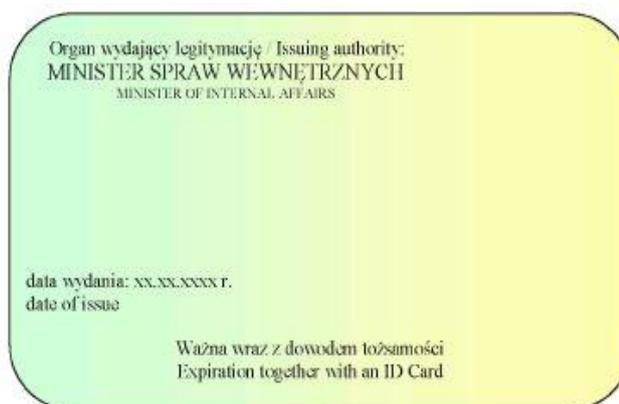 Organ wydający legitymację / Issuing authority:
MINISTER SPRAW WEWNĘTRZNYCH
MINISTER OF INTERNAL AFFAIRS
data wydania: xx.xx.xxxx r.
date of issue
Ważna wraz z dowodem tożsamości
Expiration together with an ID Card